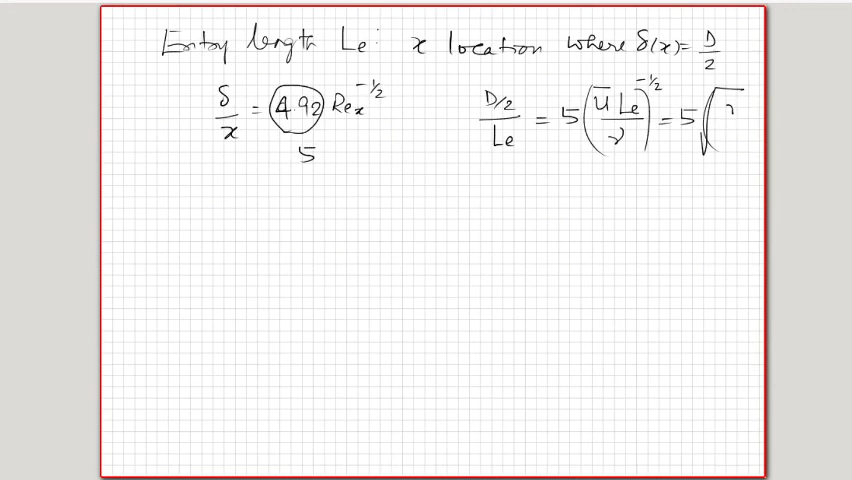 Entry length Le: x location where δ(x) = D/2
δ/x = 4.92 Re_x^(-1/2)    (D/2)/Le = 5 (ū Le/ν)^(-1/2) = 5 (√
5